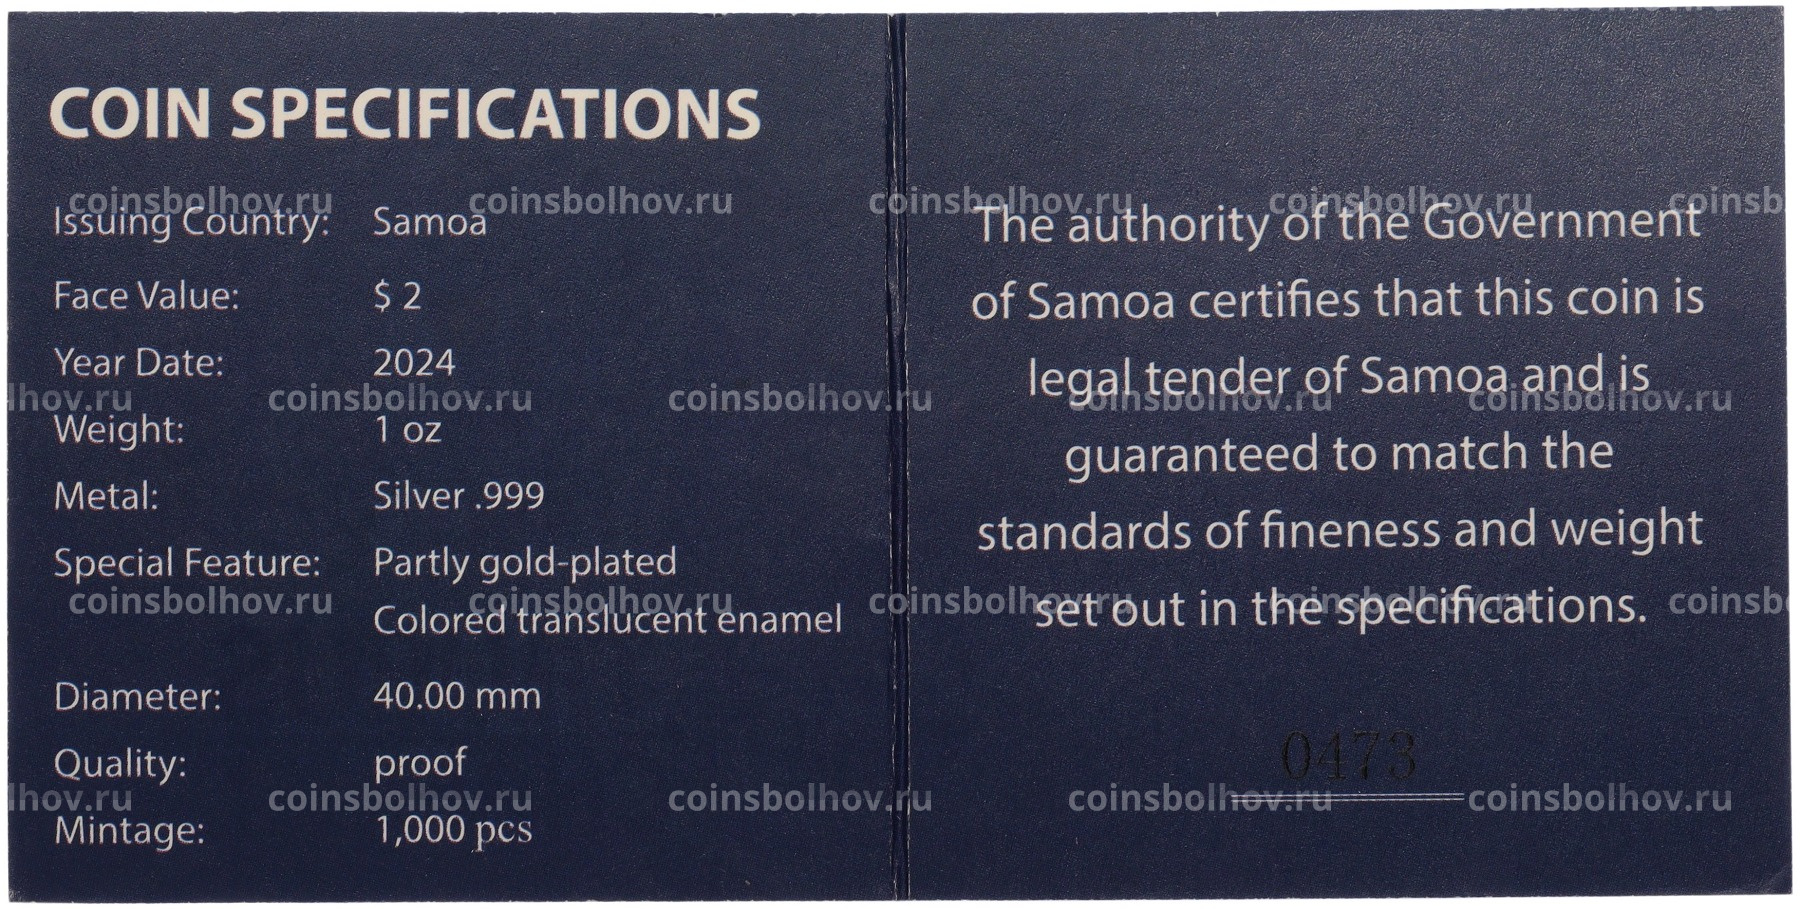 COIN SPECIFICATIONS
Issuing Country: Samoa
Face Value: $ 2
Year Date: 2024
Weight: 1 oz
Metal: Silver .999
Special Feature: Partly gold-plated
Colored translucent enamel
Diameter: 40.00 mm
Quality: proof
Mintage: 1,000 pcs
The authority of the Government
of Samoa certifies that this coin is
legal tender of Samoa and is
guaranteed to match the
standards of fineness and weight
set out in the specifications.
0473
coinsbolhov.ru